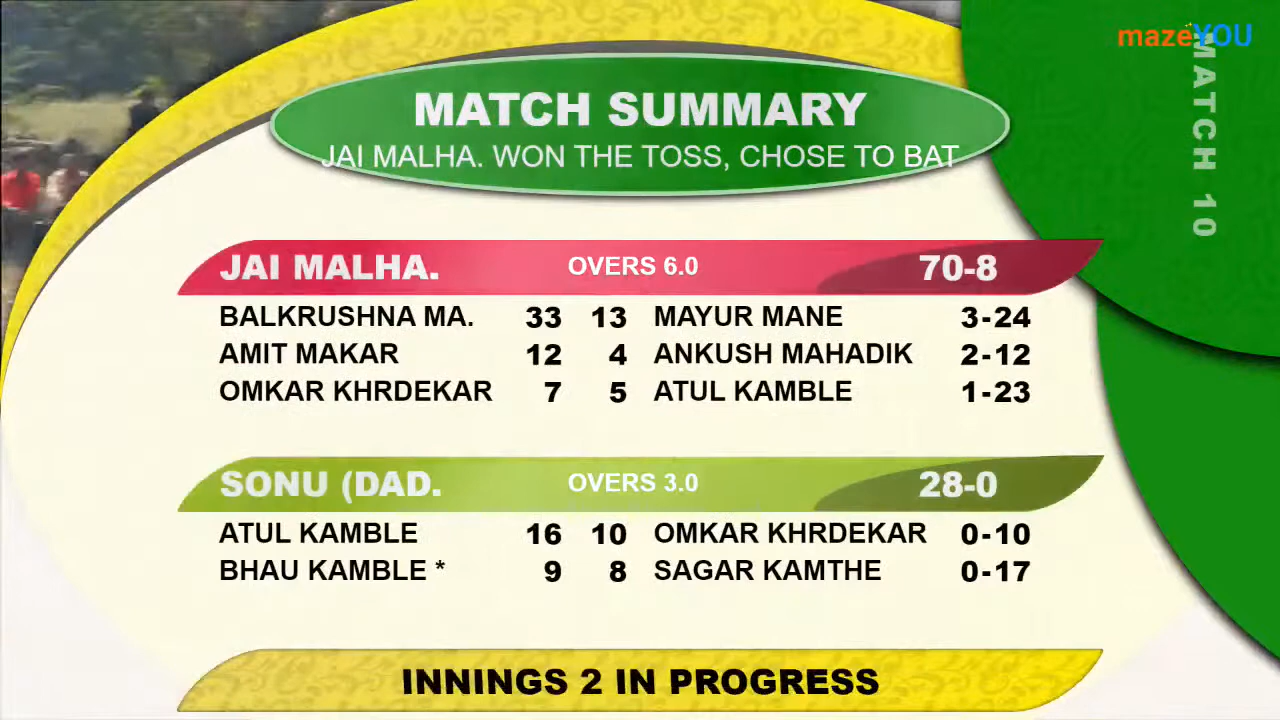 mazeYOU
MATCH 10
MATCH SUMMARY
JAI MALHA. WON THE TOSS, CHOSE TO BAT
JAI MALHA. OVERS 6.0 70-8
BALKRUSHNA MA. 33 13 MAYUR MANE 3-24
AMIT MAKAR 12 4 ANKUSH MAHADIK 2-12
OMKAR KHRDEKAR 7 5 ATUL KAMBLE 1-23
SONU (DAD. OVERS 3.0 28-0
ATUL KAMBLE 16 10 OMKAR KHRDEKAR 0-10
BHAU KAMBLE * 9 8 SAGAR KAMTHE 0-17
INNINGS 2 IN PROGRESS